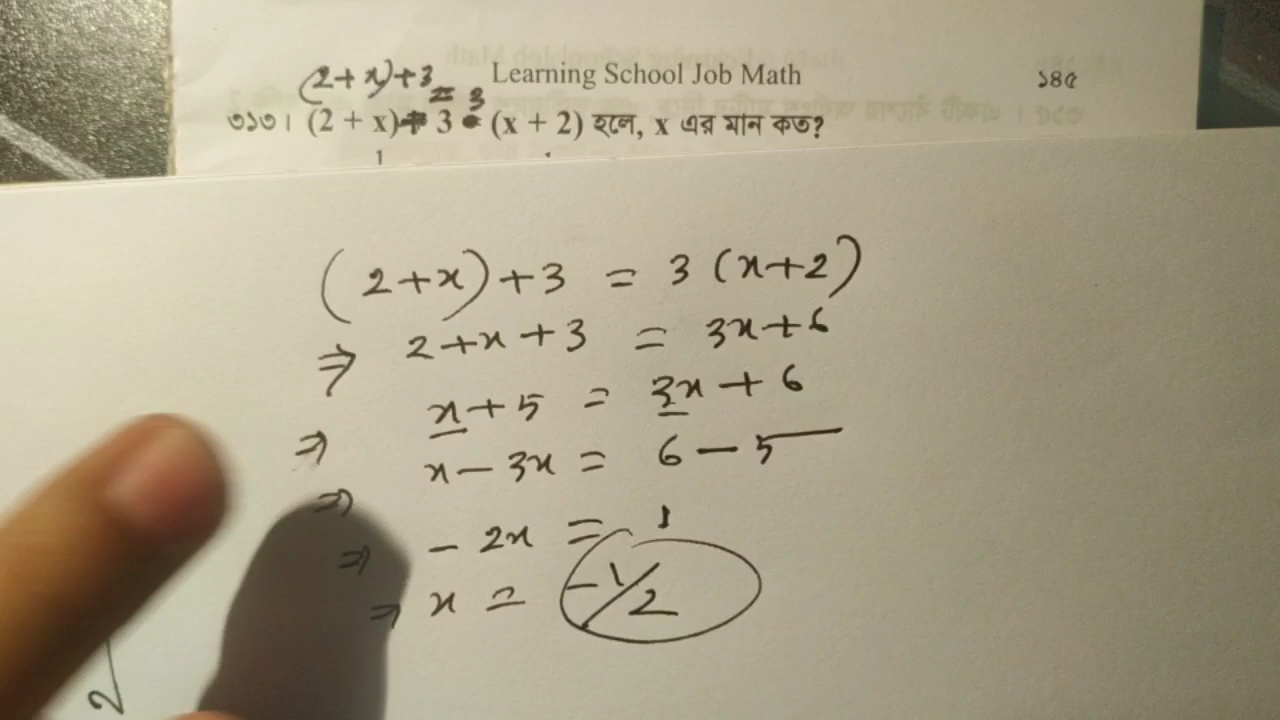 (2+x)+3 Learning School Job Math ১৪৫
= 3
৩১৩। (2 + x)+ 3 = (x + 2) হলে, x এর মান কত?
(2+x)+3 = 3(x+2)
⇒ 2+x+3 = 3x+6
x+5 = 3x+6
⇒ x-3x = 6-5
⇒
⇒ -2x = 1
⇒ x = -1/2
2